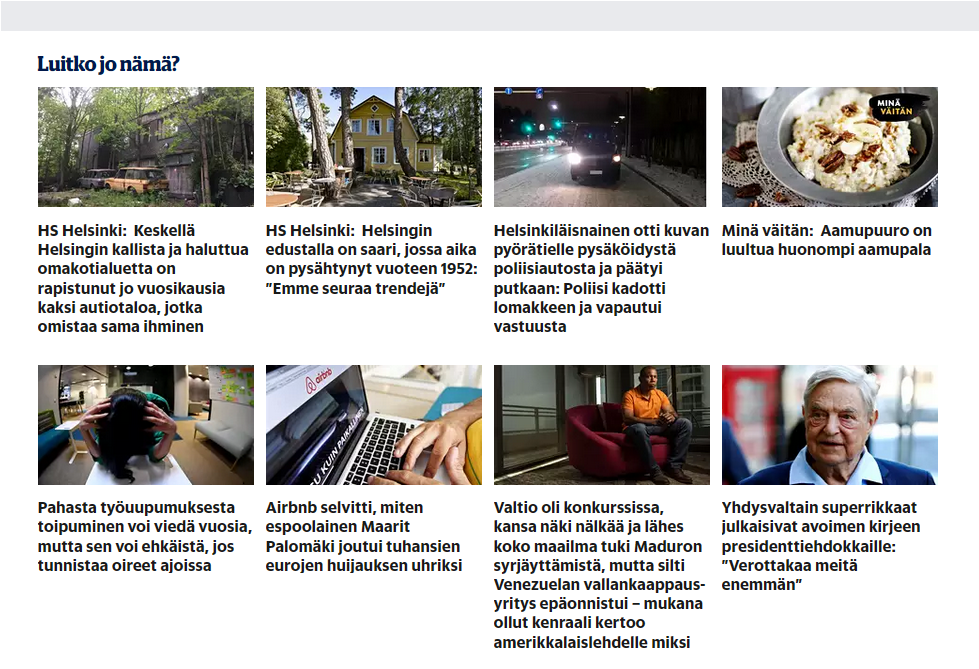 Luitko jo nämä?
MINÄ
VÄITÄN
HS Helsinki: Keskellä
Helsingin kallista ja haluttua
omakotialuetta on
rapistunut jo vuosikausia
kaksi autiotaloa, jotka
omistaa sama ihminen
HS Helsinki: Helsingin
edustalla on saari, jossa aika
on pysähtynyt vuoteen 1952:
”Emme seuraa trendejä”
Helsinkiläisnainen otti kuvan
pyörätielle pysäköidystä
poliisiautosta ja päätyi
putkaan: Poliisi kadotti
lomakkeen ja vapautui
vastuusta
Minä väitän: Aamupuuro on
luultua huonompi aamupala
airbnb
U KUIN PAIKALLI
Pahasta työuupumuksesta
toipuminen voi viedä vuosia,
mutta sen voi ehkäistä, jos
tunnistaa oireet ajoissa
Airbnb selvitti, miten
espoolainen Maarit
Palomäki joutui tuhansien
eurojen huijauksen uhriksi
Valtio oli konkurssissa,
kansa näki nälkää ja lähes
koko maailma tuki Maduron
syrjäyttämistä, mutta silti
Venezuelan vallankaappaus-
yritys epäonnistui – mukana
ollut kenraali kertoo
amerikkalaislehdelle miksi
Yhdysvaltain superrikkaat
julkaisivat avoimen kirjeen
presidenttiehdokkaille:
”Verottakaa meitä
enemmän”